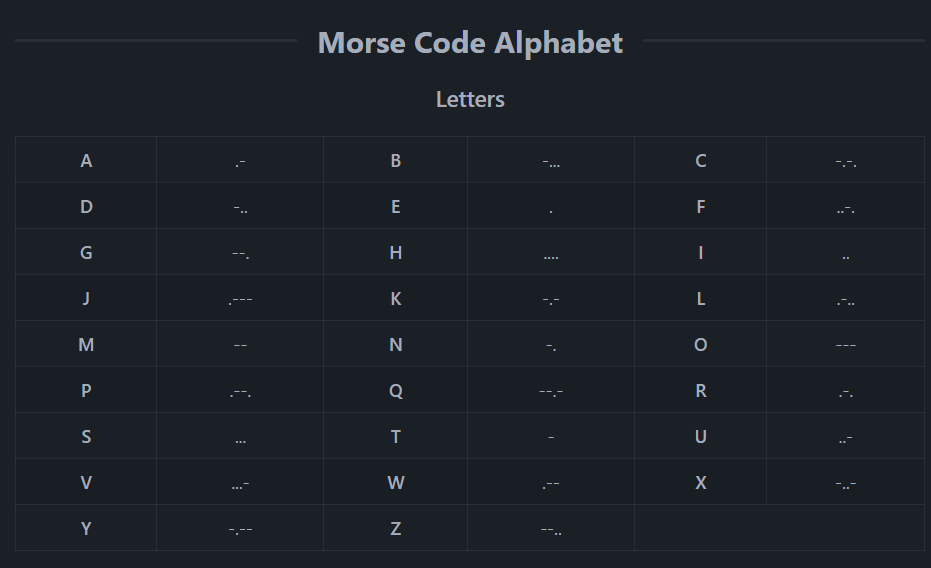 Morse Code Alphabet
Letters
A .- B -... C -.-.
D -.. E . F ..-.
G --. H .... I ..
J .--- K -.- L .-..
M -- N -. O ---
P .--. Q --.- R .-.
S ... T - U ..-
V ...- W .-- X -..-
Y -.-- Z --..